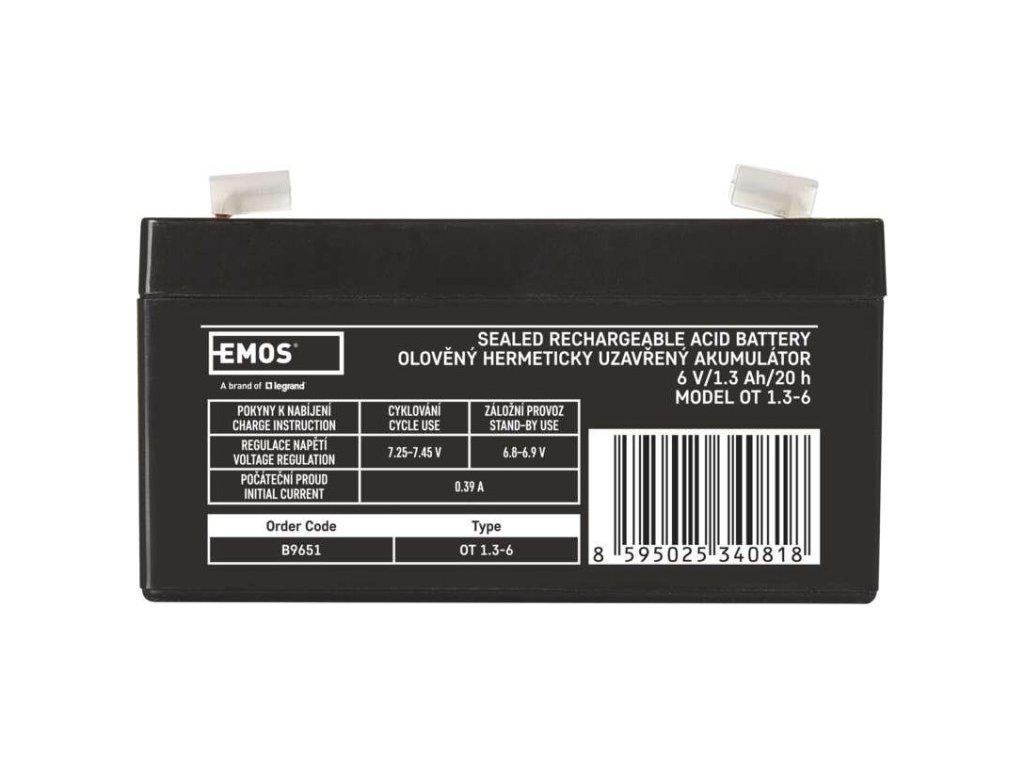 SEALED RECHARGEABLE ACID BATTERY
OLOVĚNÝ HERMETICKY UZAVŘENÝ AKUMULÁTOR
6 V/1.3 Ah/20 h
MODEL OT 1.3-6
EMOS®
A brand of legrand®
POKYNY K NABÍJENÍ CYKLOVÁNÍ ZÁLOŽNÍ PROVOZ
CHARGE INSTRUCTION CYCLE USE STAND-BY USE
REGULACE NAPĚTÍ
VOLTAGE REGULATION 7.25-7.45 V 6.8-6.9 V
POČÁTEČNÍ PROUD
INITIAL CURRENT 0.39 A
Order Code Type
B9651 OT 1.3-6
8 595025 340818